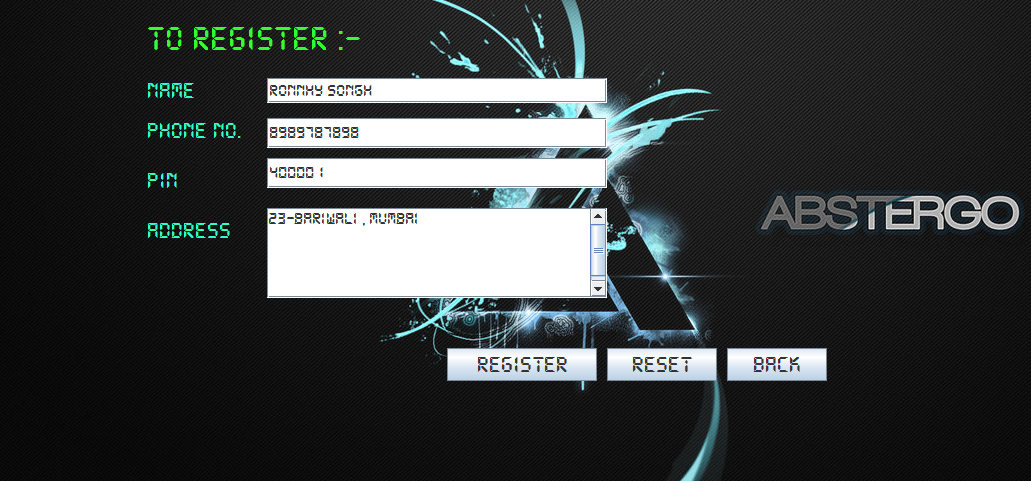 TO REGISTER :-
NAME
RONNHY SONGH
PHONE NO.
8989787898
PIN
400001
ADDRESS
23-BARIWALI , MUMBAI
ABSTERGO
REGISTER RESET BACK